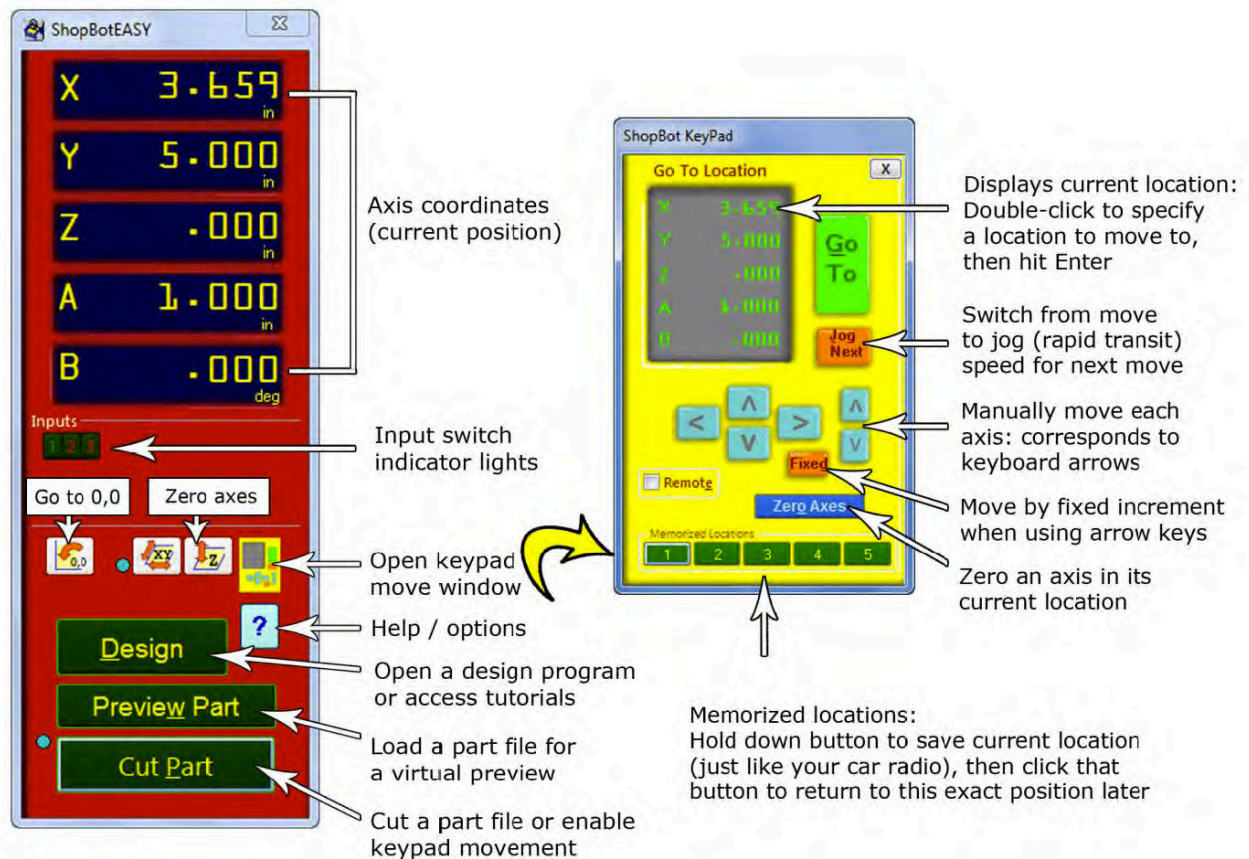 ShopBotEASY
X 3.659
in
Y 5.000
in
Z .000
in
A 1.000
in
B .000
deg
Inputs
1 2 3
Go to 0,0
Zero axes
0,0
XY
Z
?
Design
Preview Part
Cut Part
Axis coordinates
(current position)
Input switch
indicator lights
Open keypad
move window
Help / options
Open a design program
or access tutorials
Load a part file for
a virtual preview
Cut a part file or enable
keypad movement
ShopBot KeyPad
Go To Location
X
X 3.659
Y 5.000
Z .000
A 1.000
.000
Go
To
Jog
Next
<
>
Fixed
Remote
Zero Axes
Memorized Locations
1 2 3 4 5
Displays current location:
Double-click to specify
a location to move to,
then hit Enter
Switch from move
to jog (rapid transit)
speed for next move
Manually move each
axis: corresponds to
keyboard arrows
Move by fixed increment
when using arrow keys
Zero an axis in its
current location
Memorized locations:
Hold down button to save current location
(just like your car radio), then click that
button to return to this exact position later